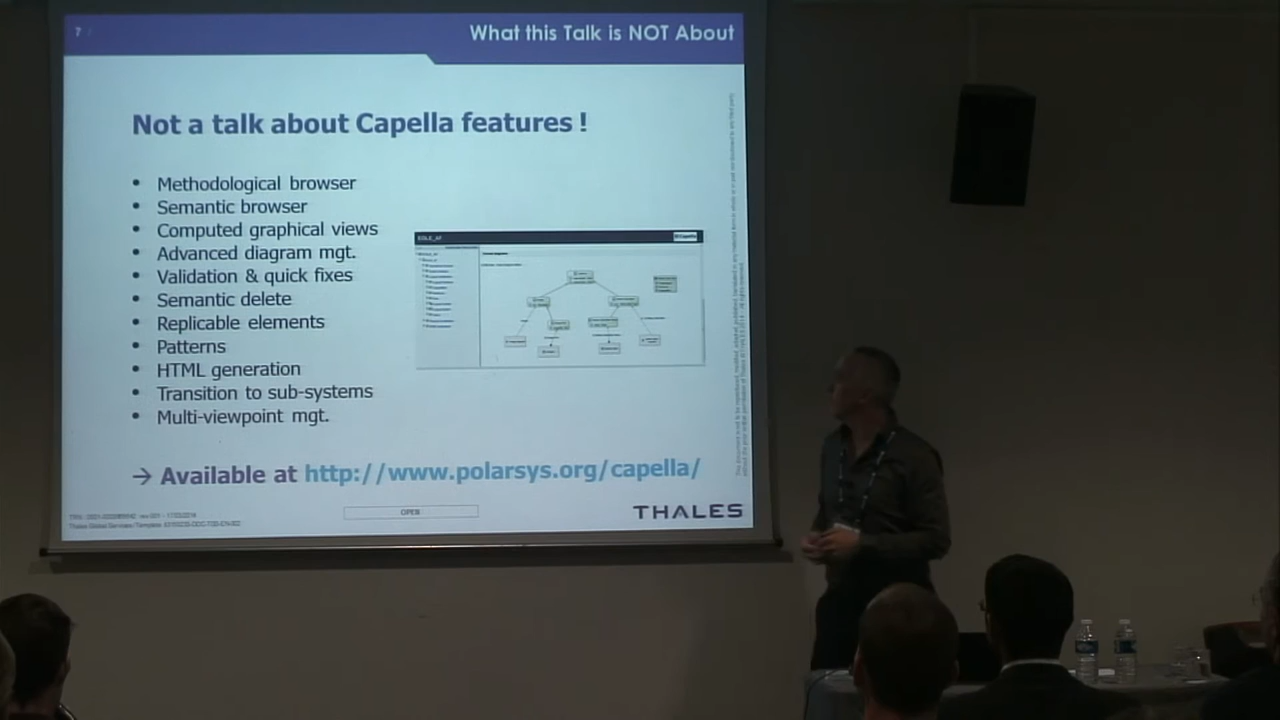 7
What this Talk is NOT About
Not a talk about Capella features !
• Methodological browser
• Semantic browser
• Computed graphical views
• Advanced diagram mgt.
• Validation & quick fixes
• Semantic delete
• Replicable elements
• Patterns
• HTML generation
• Transition to sub-systems
• Multi-viewpoint mgt.
→ Available at http://www.polarsys.org/capella/
OPEN
THALES